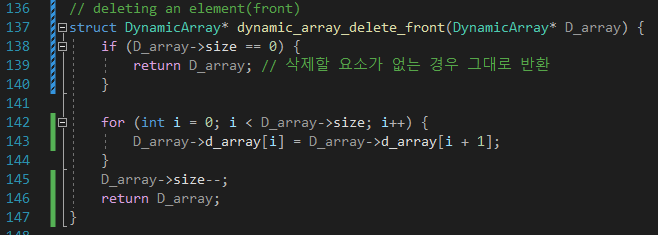 136 // deleting an element(front)
137 struct DynamicArray* dynamic_array_delete_front(DynamicArray* D_array) {
138 if (D_array->size == 0) {
139 return D_array; // 삭제할 요소가 없는 경우 그대로 반환
140 }
141
142 for (int i = 0; i < D_array->size; i++) {
143 D_array->d_array[i] = D_array->d_array[i + 1];
144 }
145 D_array->size--;
146 return D_array;
147 }
148